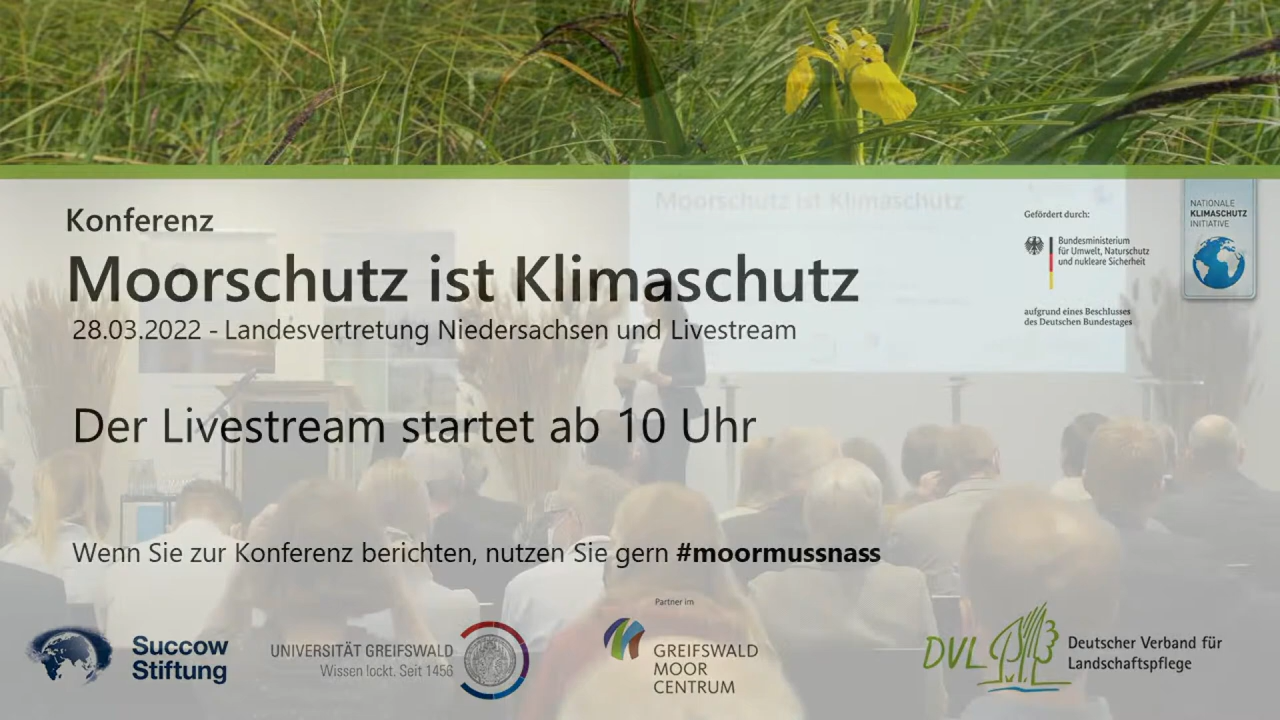 Moorschutz ist Klimaschutz
Konferenz
Moorschutz ist Klimaschutz
28.03.2022 - Landesvertretung Niedersachsen und Livestream
Der Livestream startet ab 10 Uhr
Wenn Sie zur Konferenz berichten, nutzen Sie gern #moormussnass
Gefördert durch:
Bundesministerium
für Umwelt, Naturschutz
und nukleare Sicherheit
aufgrund eines Beschlusses
des Deutschen Bundestages
NATIONALE
KLIMASCHUTZ
INITIATIVE
Succow
Stiftung
UNIVERSITÄT GREIFSWALD
Wissen lockt. Seit 1456
Partner im
GREIFSWALD
MOOR
CENTRUM
DVL
Deutscher Verband für
Landschaftspflege